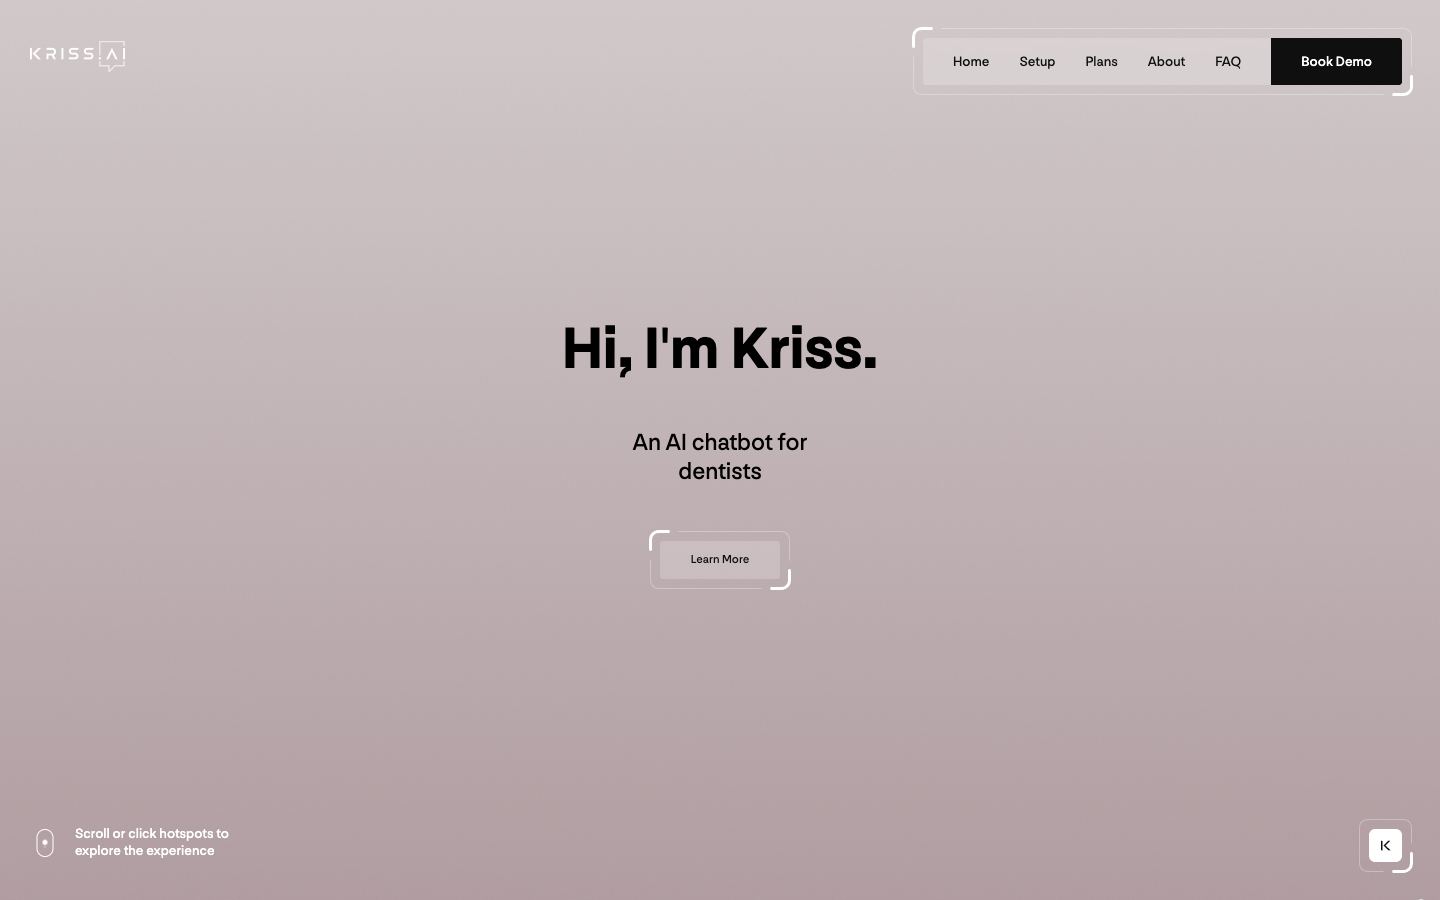 KRISS AI
Home Setup Plans About FAQ Book Demo
Hi, I'm Kriss.
An AI chatbot for
dentists
Learn More
Scroll or click hotspots to
explore the experience